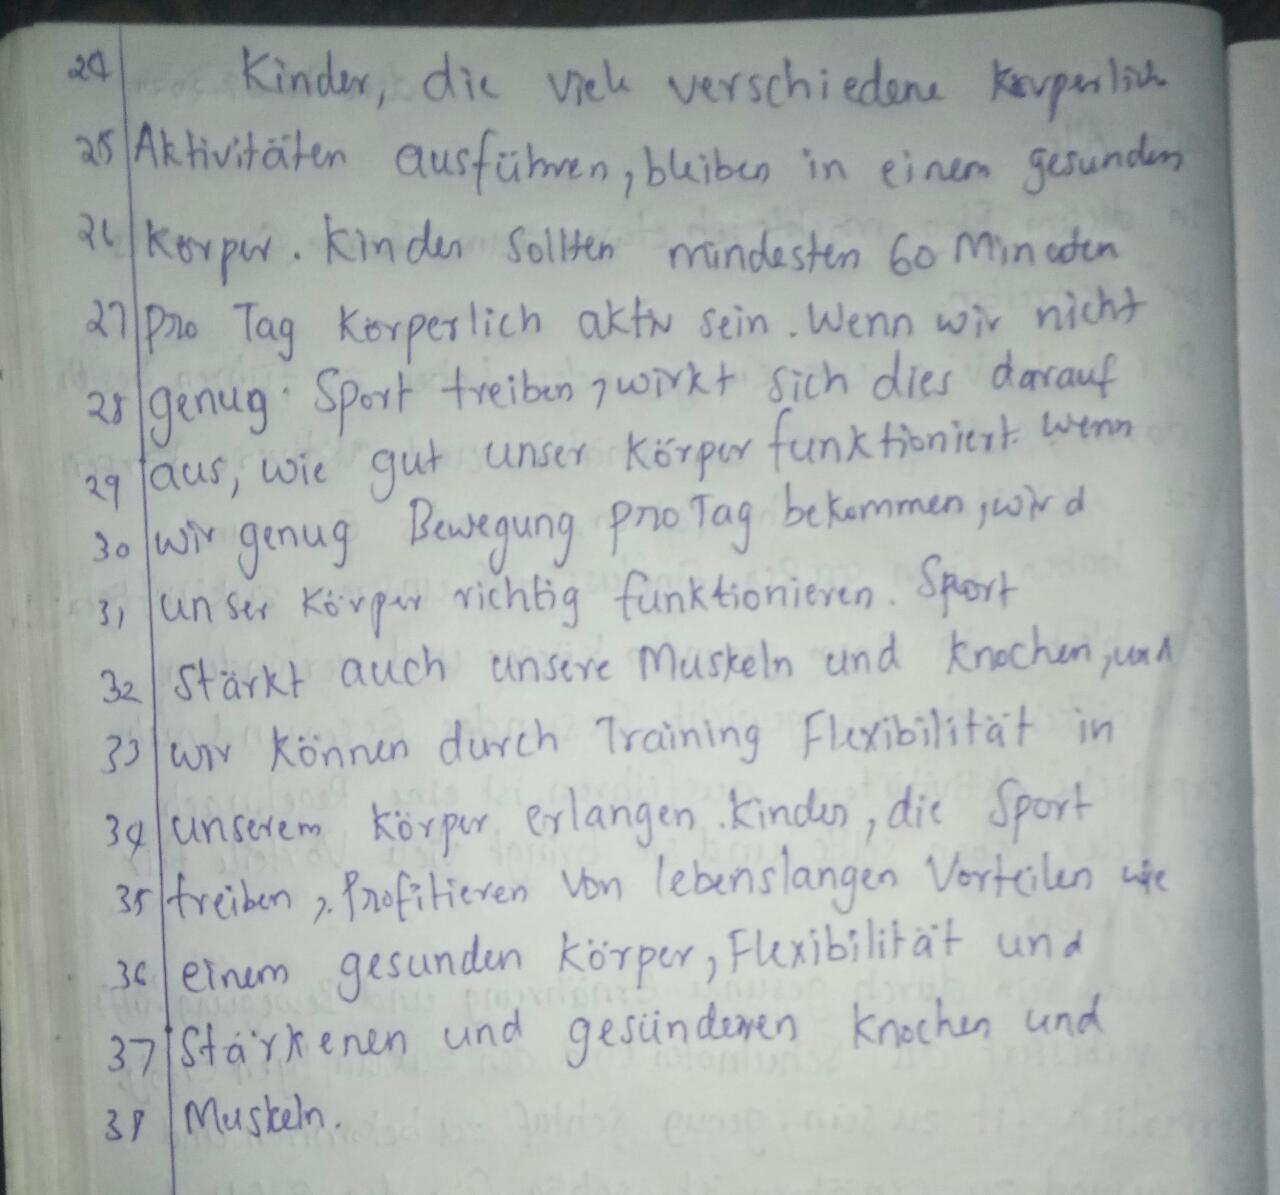 24 Kinder, die viele verschiedene Korperlich
25 Aktivitäten ausführen, bleiben in einem gesunden
26 Korper. Kinder sollten mindesten 60 Minuten
27 pro Tag Korperlich aktiv sein. Wenn wir nicht
28 genug Sport treiben, wirkt sich dies darauf
29 aus, wie gut unser Körper funktioniert. Wenn
30 wir genug Bewegung pro Tag bekommen, wird
31 unser Körper richtig funktionieren. Sport
32 Stärkt auch unsere Muskeln und Knochen, und
33 wir können durch Training Flexibilität in
34 unserem Körper erlangen. Kinder, die Sport
35 treiben, Profitieren von lebenslangen Vorteilen wie
36 einem gesunden Körper, Flexibilität und
37 Stärkenen und gesünderen Knochen und
38 Muskeln.